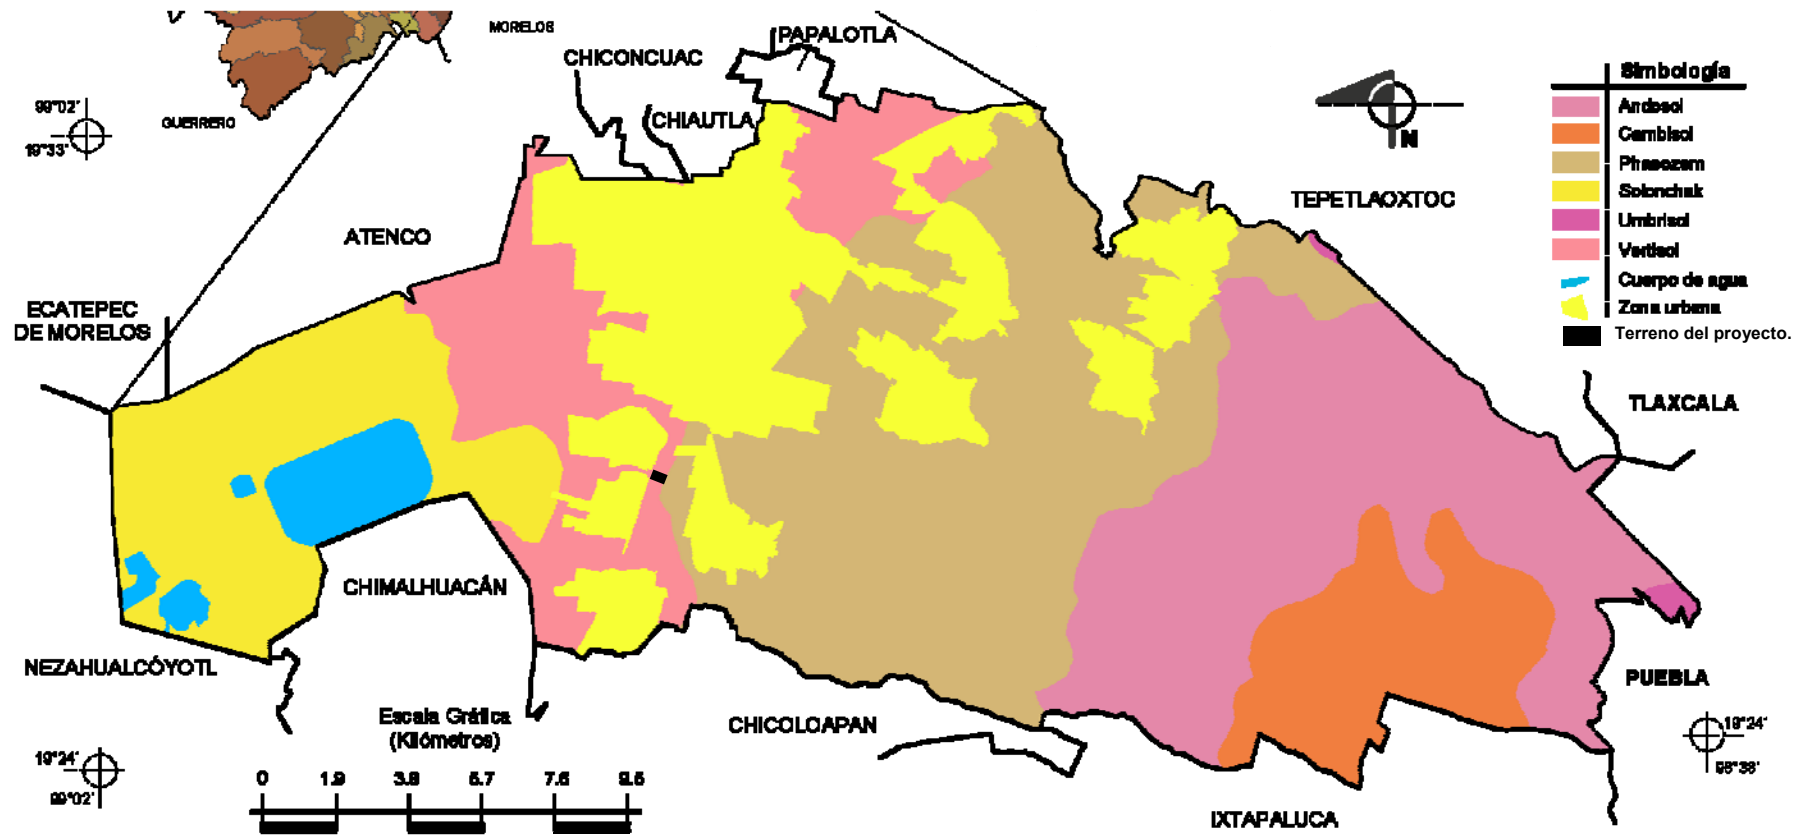 MORELOS
PAPALOTLA
CHICONCUAC
CHIAUTLA
GUERRERO
99°02'
19°33'
N
Simbología
Andosol
Cambisol
Phaeozem
Solonchak
Umbrisol
Vertisol
Cuerpo de agua
Zona urbana
Terreno del proyecto.
TEPETLAOXTOC
ATENCO
ECATEPEC
DE MORELOS
TLAXCALA
CHIMALHUACÁN
NEZAHUALCÓYOTL
PUEBLA
Escala Gráfica
(Kilómetros)
CHICOLOAPAN
19°24'
98°38'
19°24'
99°02'
0 1.9 3.8 5.7 7.6 9.5
IXTAPALUCA